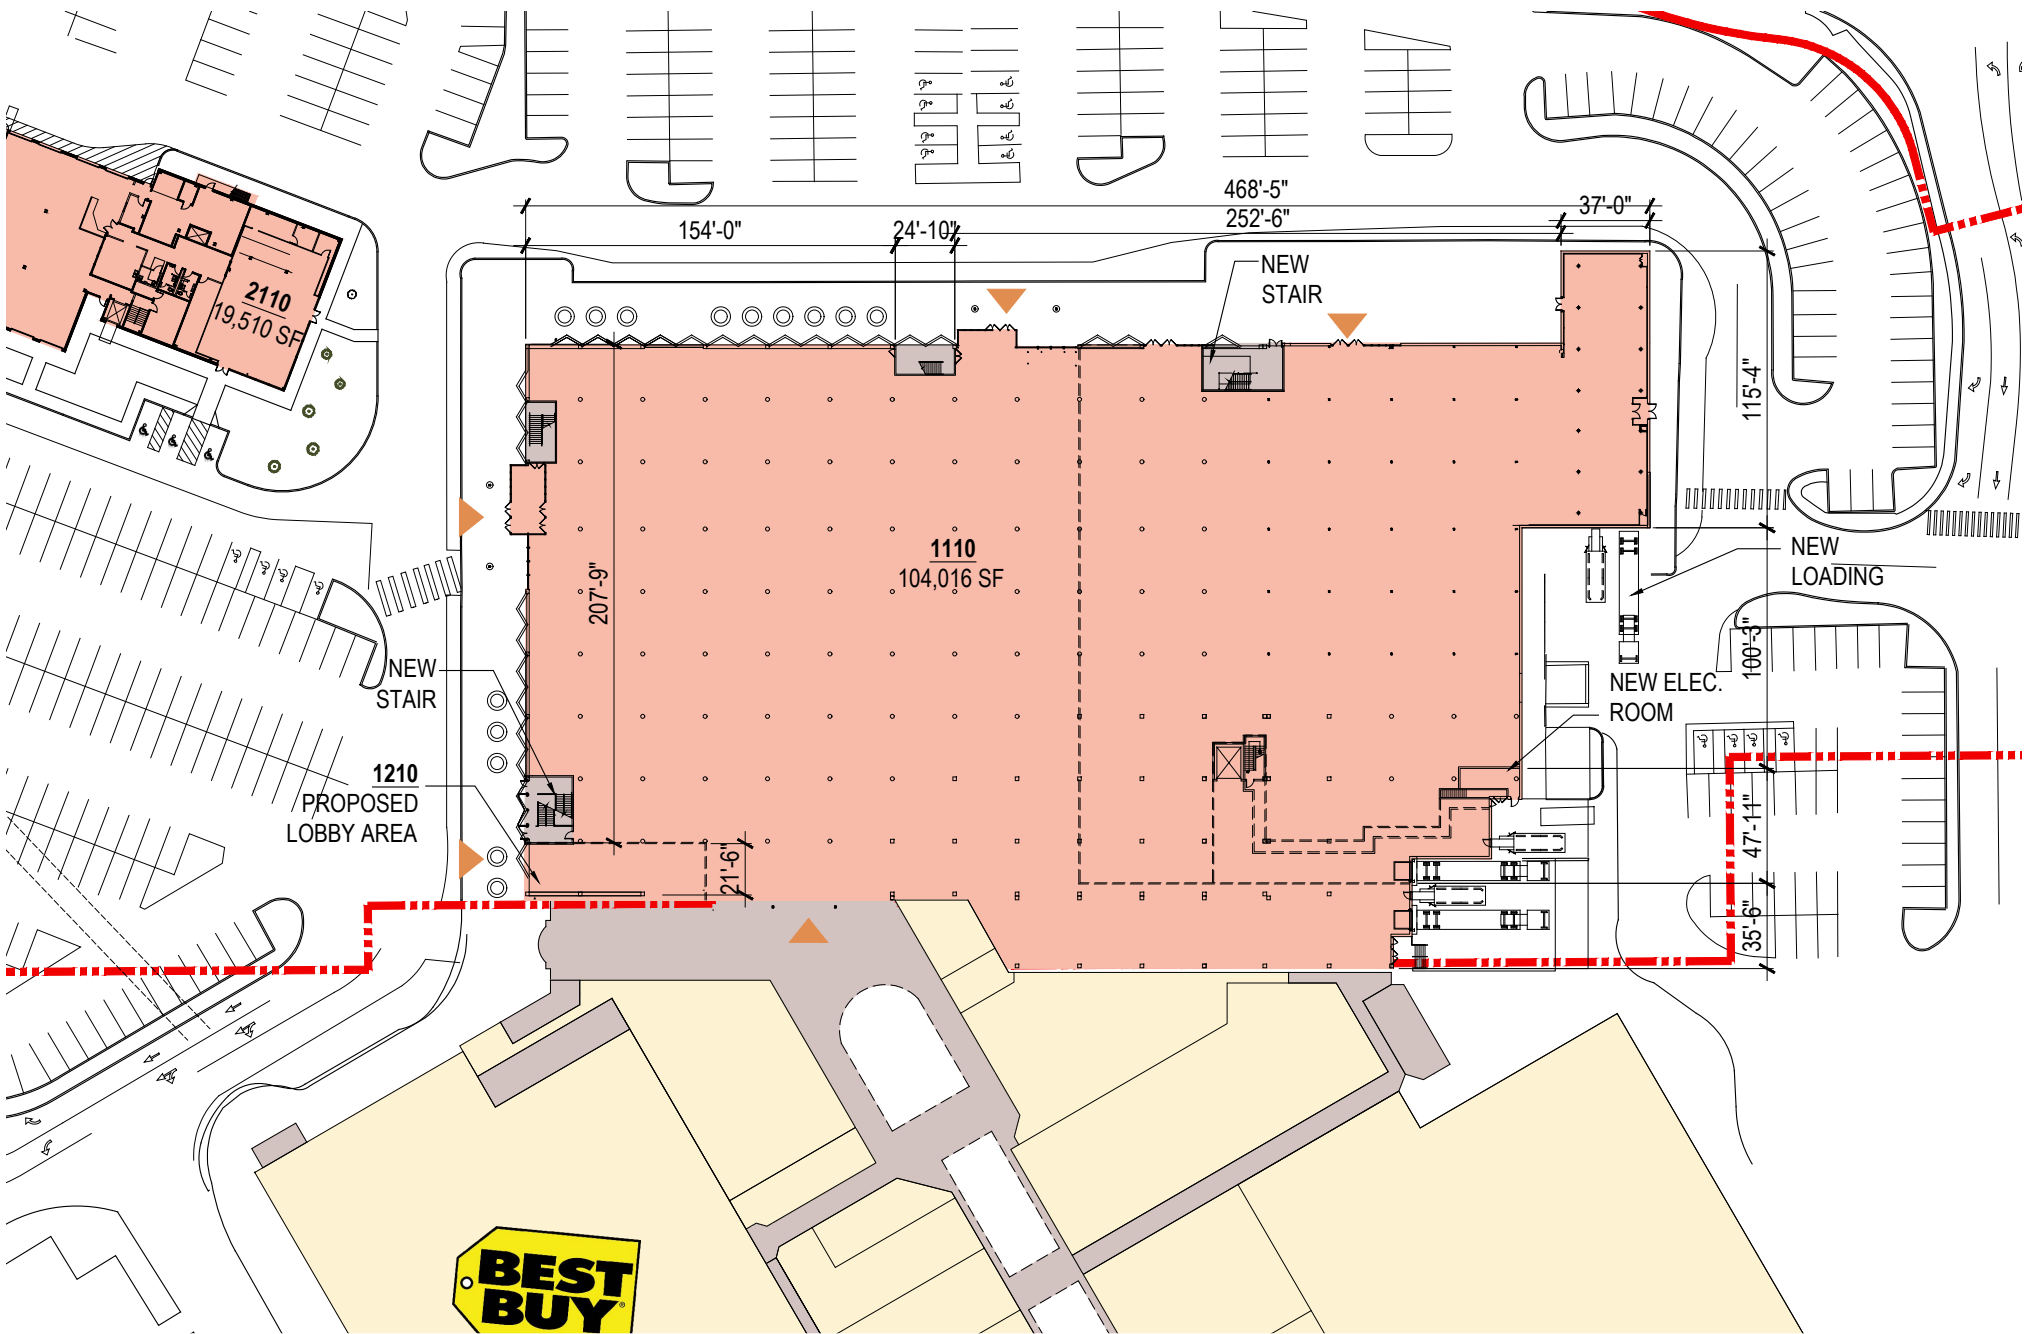 468'-5"
37'-0"
154'-0"
24'-10"
252'-6"
NEW
STAIR
2110
19,510 SF
115'-4"
1110
104,016 SF
NEW
LOADING
207'-9"
100'-3"
NEW
STAIR
NEW ELEC.
ROOM
1210
PROPOSED
LOBBY AREA
21'-6"
47'-11"
35'-6"
BEST
BUY